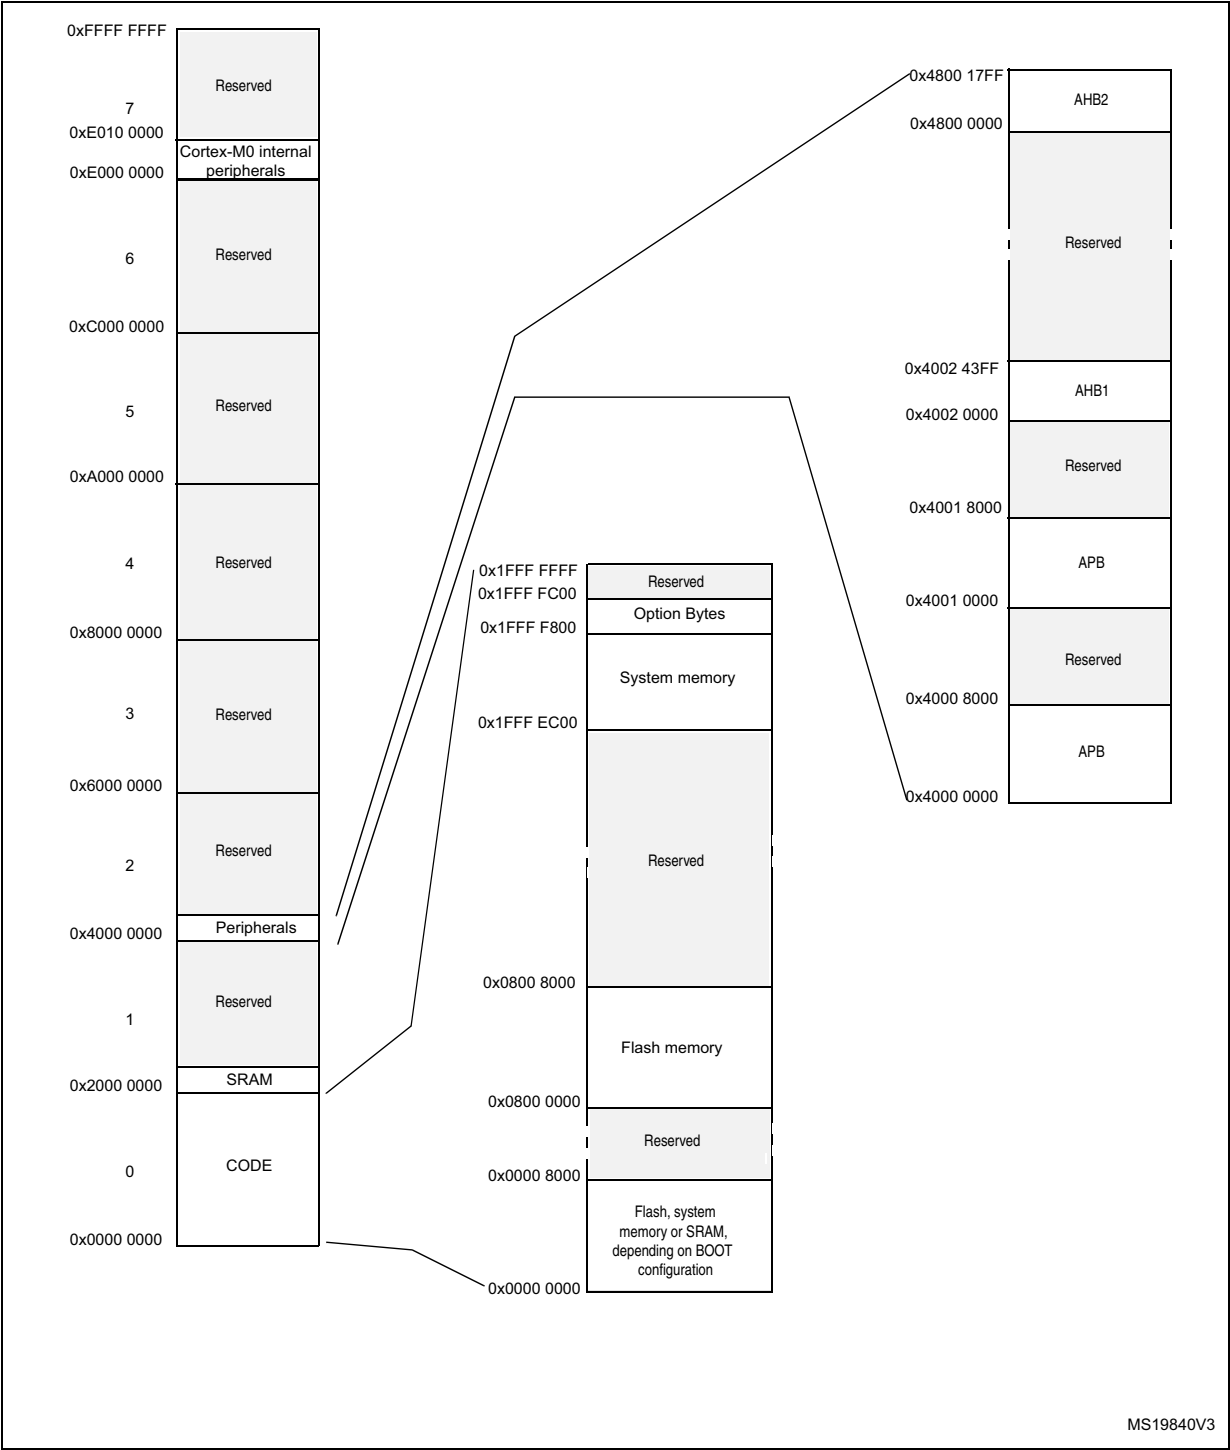 0xFFFF FFFF
Reserved
7
0xE010 0000
Cortex-M0 internal
peripherals
0xE000 0000
Reserved
6
0xC000 0000
Reserved
5
0xA000 0000
Reserved
4
0x8000 0000
Reserved
3
0x6000 0000
Reserved
2
Peripherals
0x4000 0000
Reserved
1
SRAM
0x2000 0000
CODE
0
0x0000 0000
0x1FFF FFFF
Reserved
0x1FFF FC00
Option Bytes
0x1FFF F800
System memory
0x1FFF EC00
Reserved
0x0800 8000
Flash memory
0x0800 0000
Reserved
0x0000 8000
Flash, system
memory or SRAM,
depending on BOOT
configuration
0x0000 0000
0x4800 17FF
AHB2
0x4800 0000
Reserved
0x4002 43FF
AHB1
0x4002 0000
Reserved
0x4001 8000
APB
0x4001 0000
Reserved
0x4000 8000
APB
0x4000 0000
MS19840V3